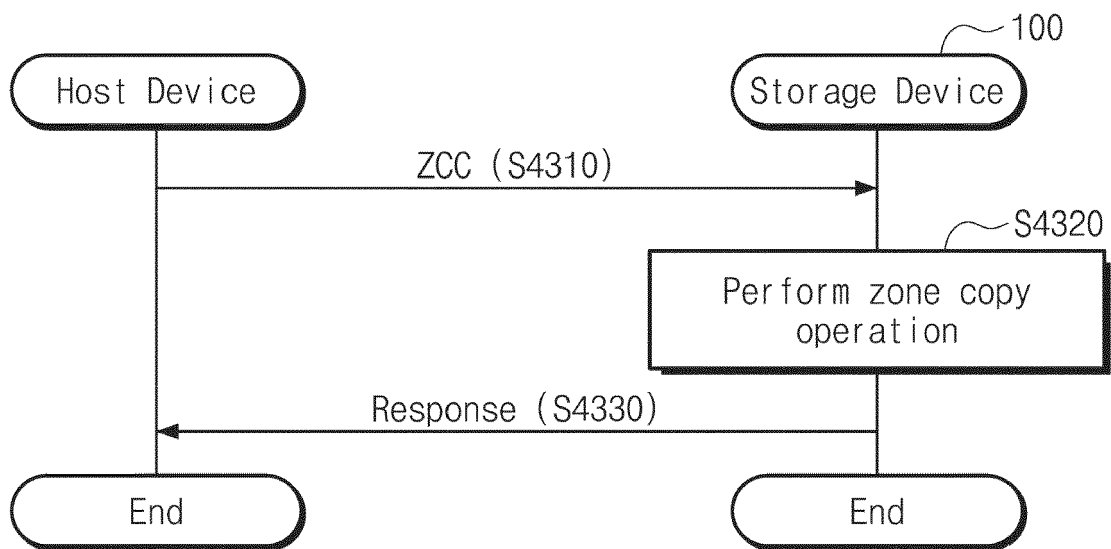 100
Host Device
Storage Device
ZCC (S4310)
S4320
Perform zone copy
operation
Response (S4330)
End
End